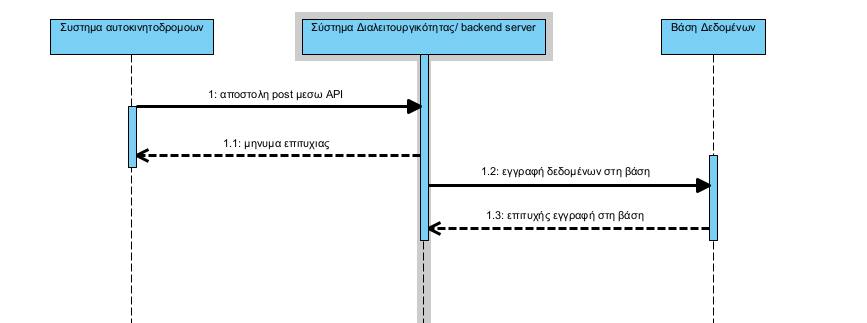 Συστημα αυτοκινητοδρομοων
Σύστημα Διαλειτουργικότητας/ backend server
Βάση Δεδομένων
1: αποστολη post μεσω API
1.1: μηνυμα επιτυχιας
1.2: εγγραφή δεδομένων στη βάση
1.3: επιτυχής εγγραφή στη βάση